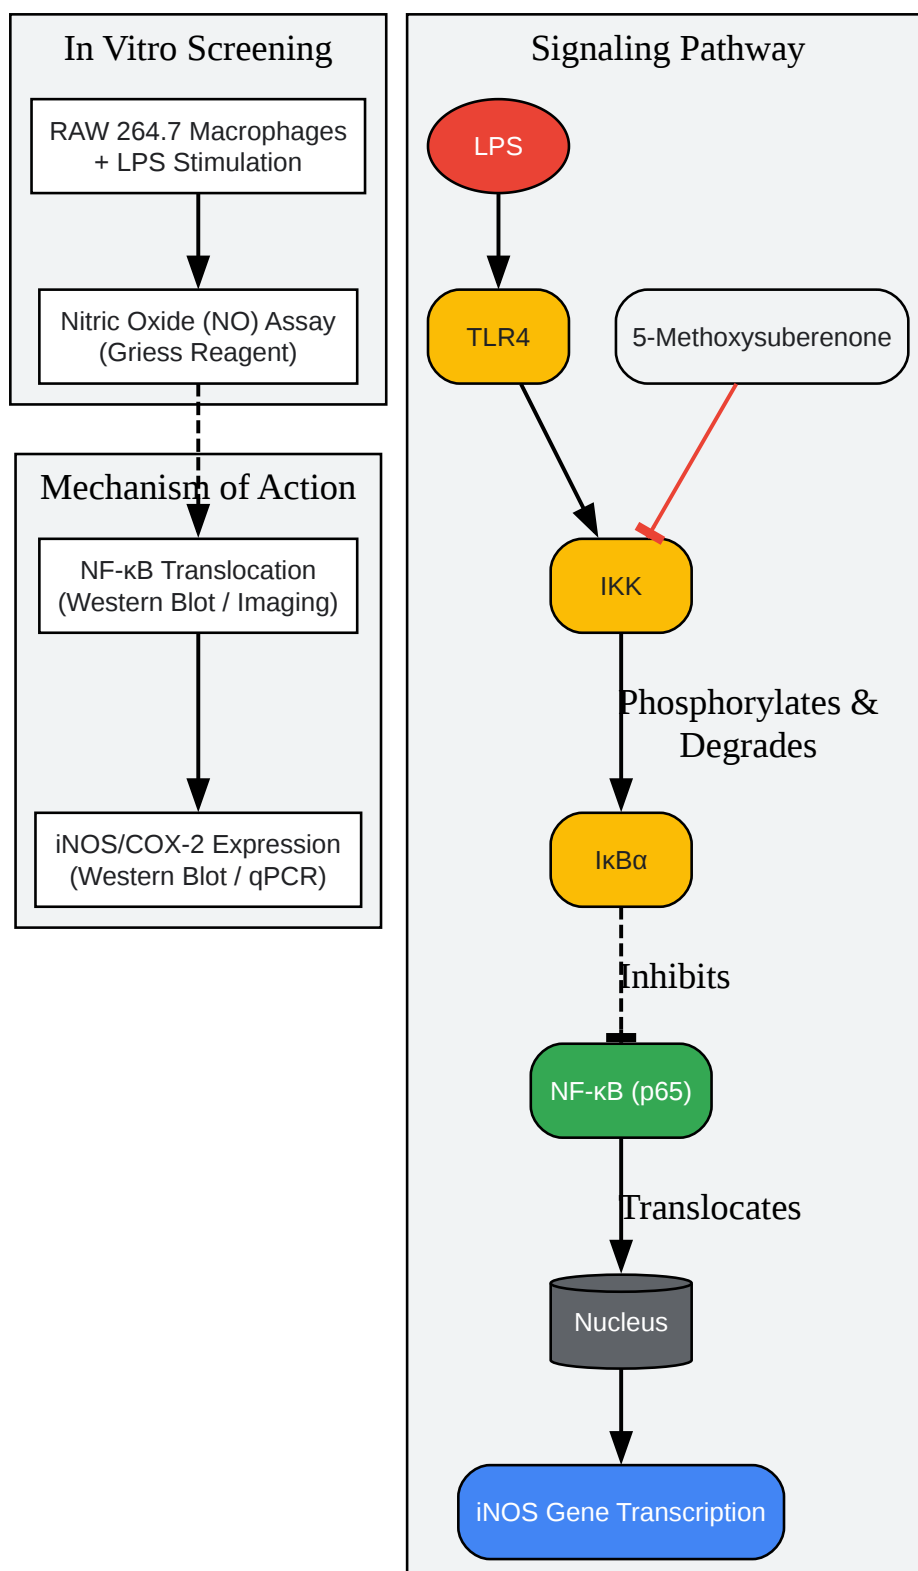 In Vitro Screening
RAW 264.7 Macrophages
+ LPS Stimulation
Nitric Oxide (NO) Assay
(Griess Reagent)
Mechanism of Action
NF-κB Translocation
(Western Blot / Imaging)
iNOS/COX-2 Expression
(Western Blot / qPCR)
Signaling Pathway
LPS
TLR4
5-Methoxysuberenone
IKK
Phosphorylates &
Degrades
IκBα
Inhibits
NF-κB (p65)
Translocates
Nucleus
iNOS Gene Transcription